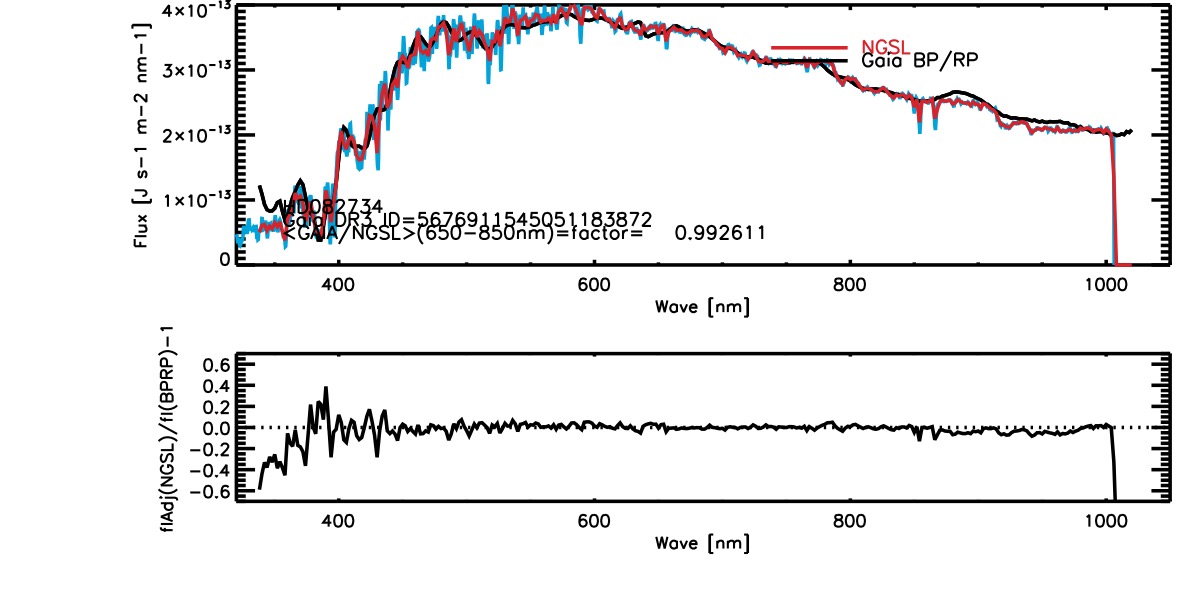 4×10⁻¹³
3×10⁻¹³
2×10⁻¹³
1×10⁻¹³
0
Flux [J s−1 m−2 nm−1]
NGSL
Gaia BP/RP
HD082734
Gaia DR3 ID=5676911545051183872
<GAIA/NGSL>(650−850nm)=factor= 0.992611
400 600 800 1000
Wave [nm]
flAdj(NGSL)/fl(BPRP)−1
0.6
0.4
0.2
0.0
−0.2
−0.4
−0.6
400 600 800 1000
Wave [nm]